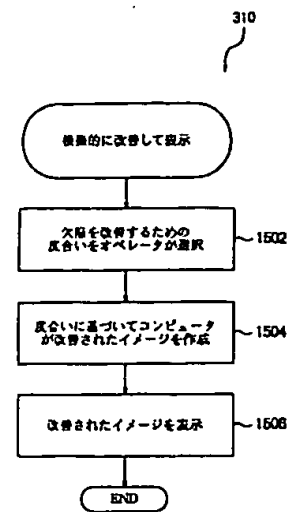 310
模擬的に改善して表示
欠陥を改善するための
度合いをオペレータが選択
1502
度合いに基づいてコンピュータ
が改善されたイメージを作成
1504
改善されたイメージを表示
1506
END